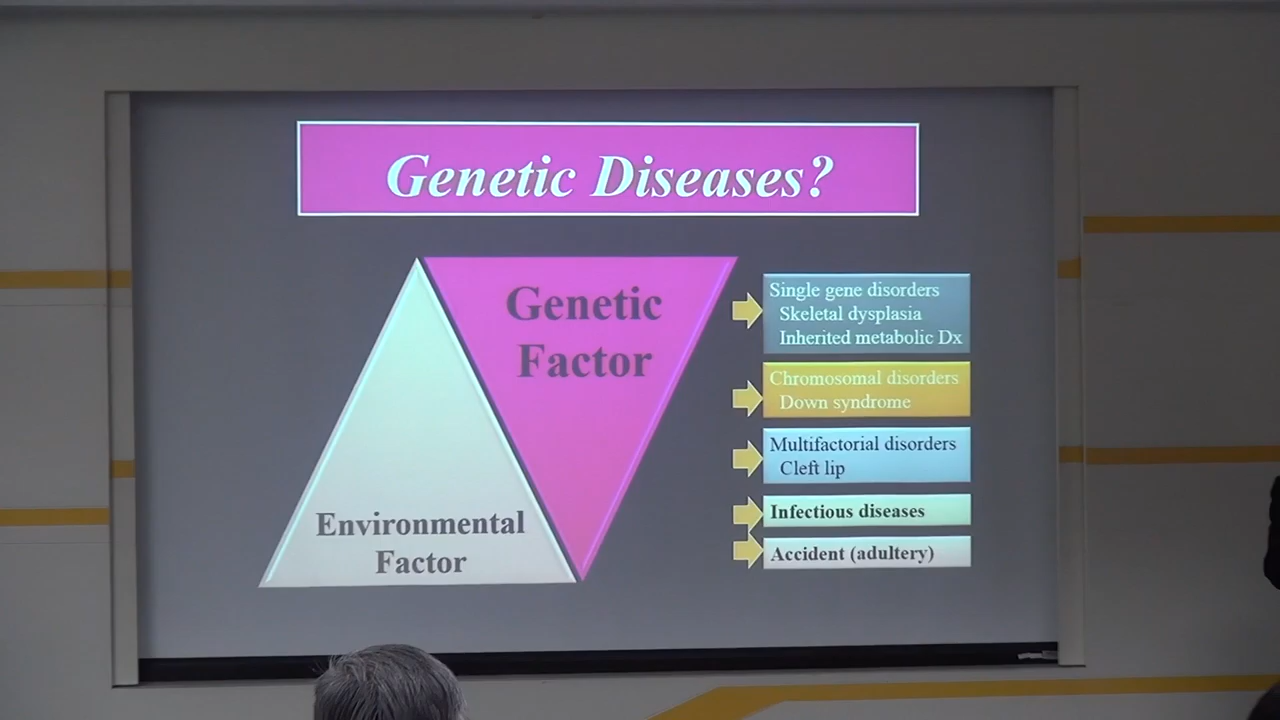 Genetic Diseases?
Genetic
Factor
Environmental
Factor
Single gene disorders
Skeletal dysplasia
Inherited metabolic Dx
Chromosomal disorders
Down syndrome
Multifactorial disorders
Cleft lip
Infectious diseases
Accident (adultery)